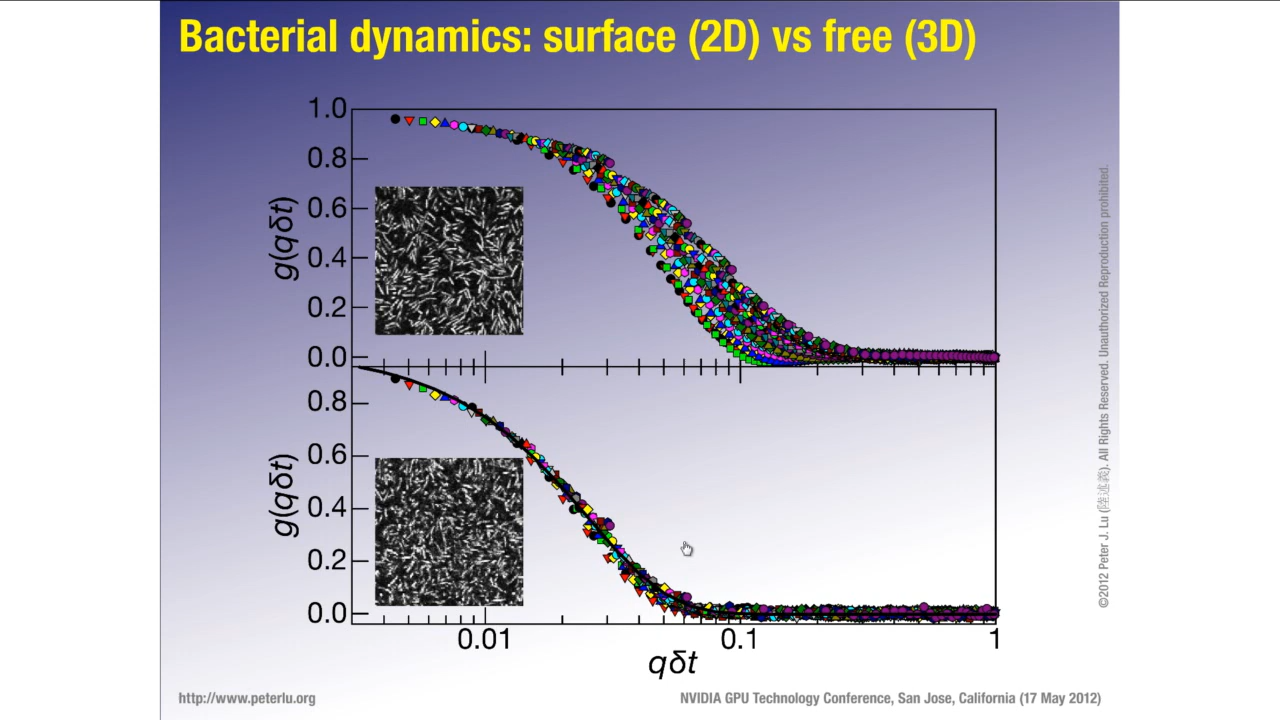 Bacterial dynamics: surface (2D) vs free (3D)
1.0
0.8
0.6
0.4
0.2
0.0
g(qδt)
0.8
0.6
0.4
0.2
0.0
g(qδt)
0.01
0.1
1
qδt
©2012 Peter J. Lu (陸述義). All Rights Reserved. Unauthorized Reproduction prohibited.
http://www.peterlu.org
NVIDIA GPU Technology Conference, San Jose, California (17 May 2012)